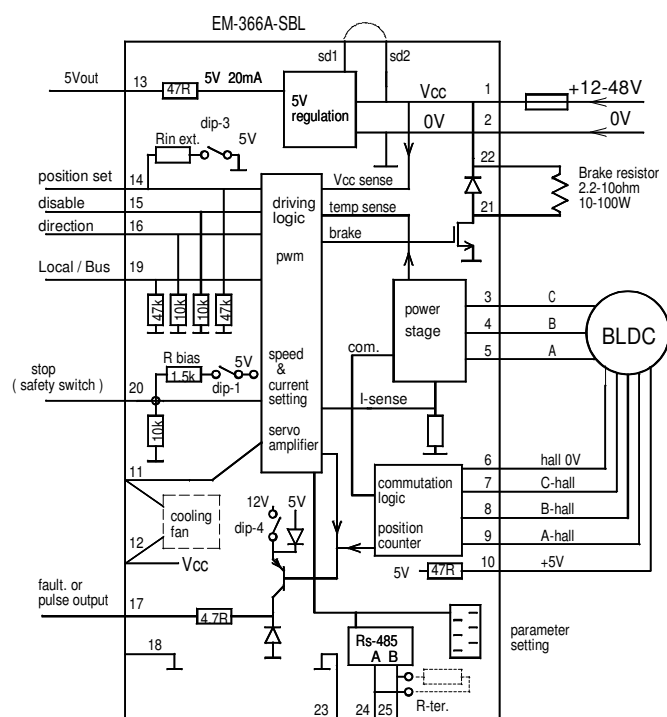 EM-366A-SBL
sd1
sd2
5Vout
13
47R
5V 20mA
5V
regulation
Vcc
1
+12-48V
0V
2
0V
dip-3
Rin ext.
5V
22
Brake resistor
2.2-10ohm
10-100W
21
position set
14
disable
15
direction
16
Local / Bus
19
47k
10k
10k
47k
driving
logic
pwm
speed
&
current
setting
servo
amplifier
Vcc sense
temp sense
brake
power
stage
3
C
4
B
5
A
BLDC
com.
I-sense
R bias
5V
1.5k
dip-1
stop
( safety switch )
20
10k
11
cooling
fan
12
Vcc
12V
5V
dip-4
commutation
logic
position
counter
6
hall 0V
7
C-hall
8
B-hall
9
A-hall
10
+5V
5V
47R
fault. or
pulse output
17
4.7R
18
Rs-485
A B
parameter
setting
R-ter.
23
24
25